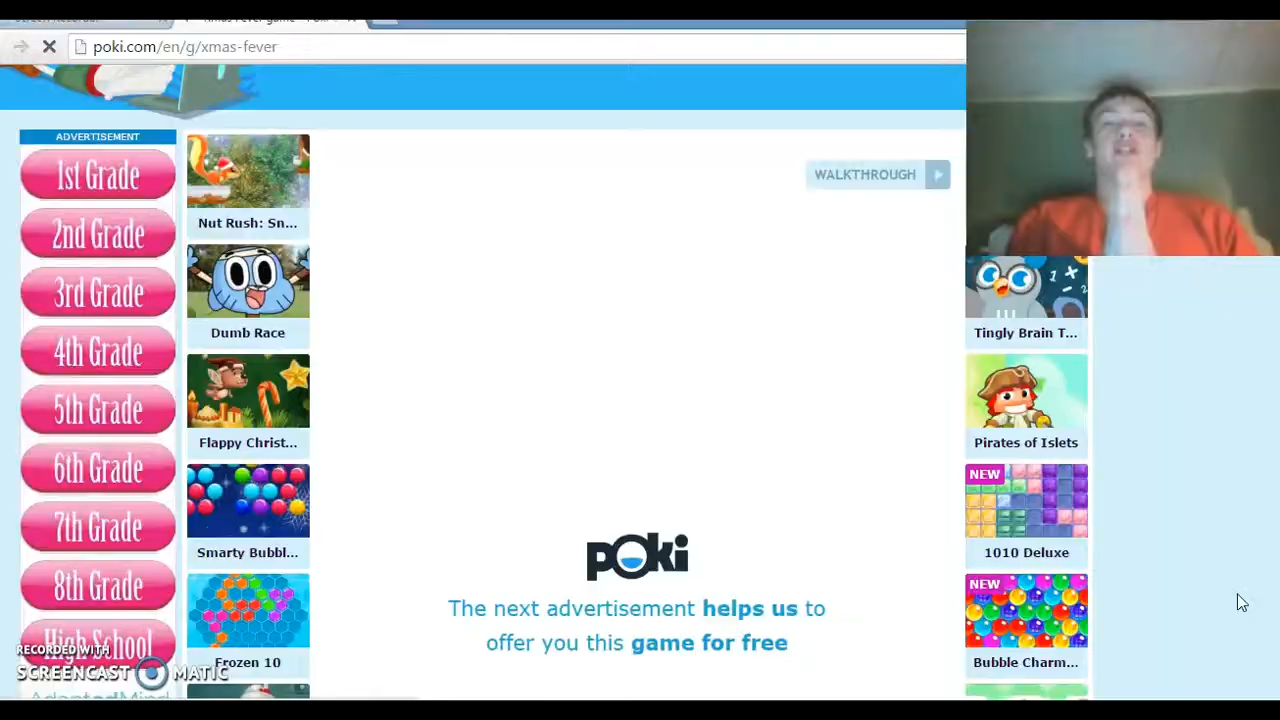 poki.com/en/g/xmas-fever
ADVERTISEMENT
1st Grade
2nd Grade
3rd Grade
4th Grade
5th Grade
6th Grade
7th Grade
8th Grade
High School
Nut Rush: Sn...
Dumb Race
Flappy Christ...
Smarty Bubbl...
Frozen 10
WALKTHROUGH
poki
The next advertisement helps us to
offer you this game for free
Tingly Brain T...
Pirates of Islets
NEW
1010 Deluxe
NEW
Bubble Charm...
RECORDED WITH
SCREENCAST MATIC